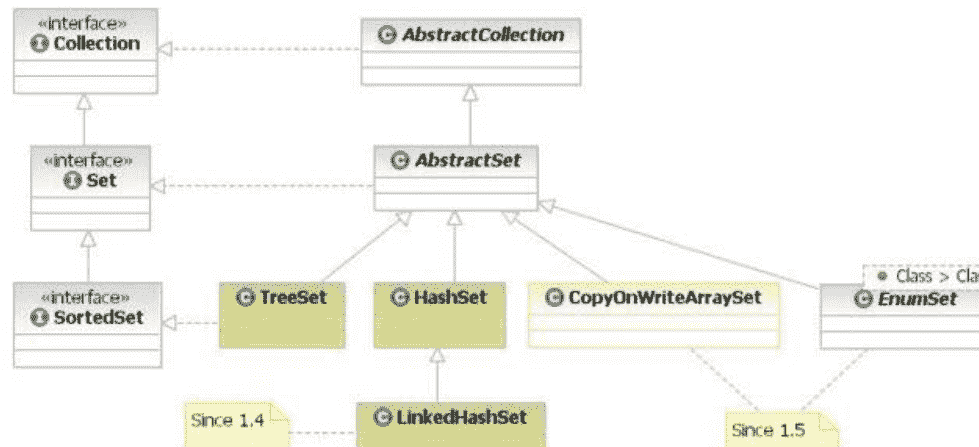 «interface»
Collection
AbstractCollection
«interface»
Set
AbstractSet
Class > Cla
«interface»
SortedSet
TreeSet
HashSet
CopyOnWriteArraySet
EnumSet
Since 1.4
LinkedHashSet
Since 1.5